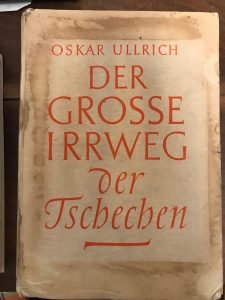 OSKAR ULLRICH
DER
GROSSE
IRRWEG
der
Tschechen